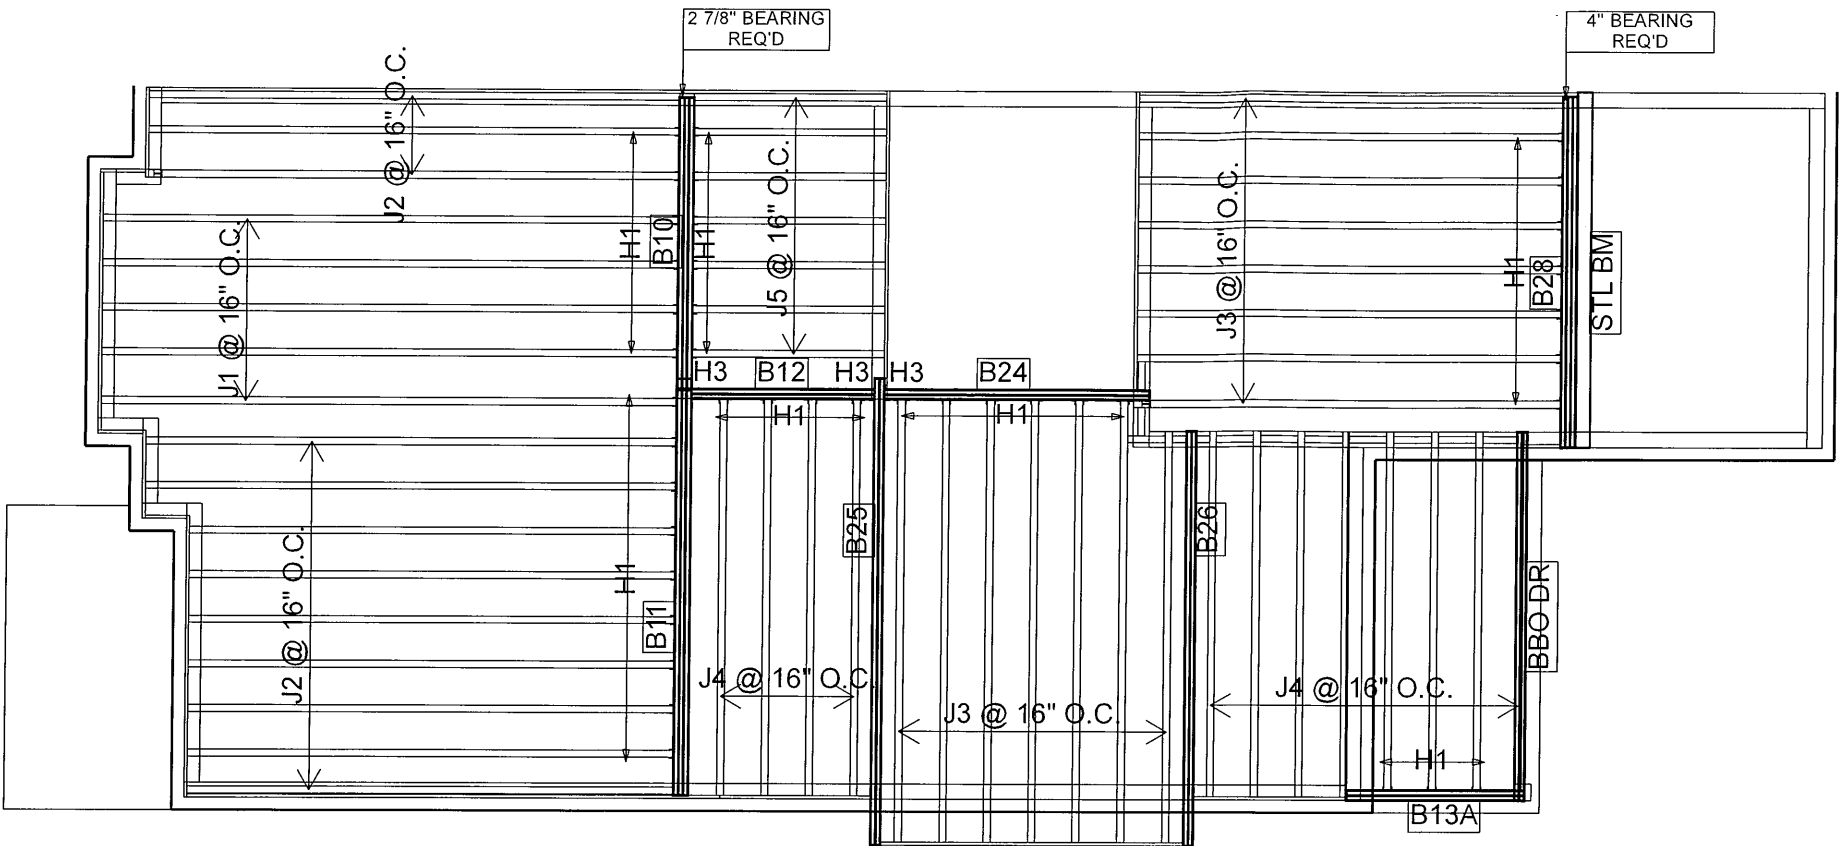 2 7/8" BEARING
REQ'D
4" BEARING
REQ'D
J2 @ 16" O.C.
J1 @ 16" O.C.
H1
B10
H1
J5 @ 16" O.C.
J3 @ 16" O.C.
H1
B28
STL BM
H3
B12
H3
H3
B24
H1
H1
J2 @ 16" O.C.
H1
B11
B25
B26
BBO DR
J4 @ 16" O.C.
J3 @ 16" O.C.
J4 @ 16" O.C.
H1
B13A